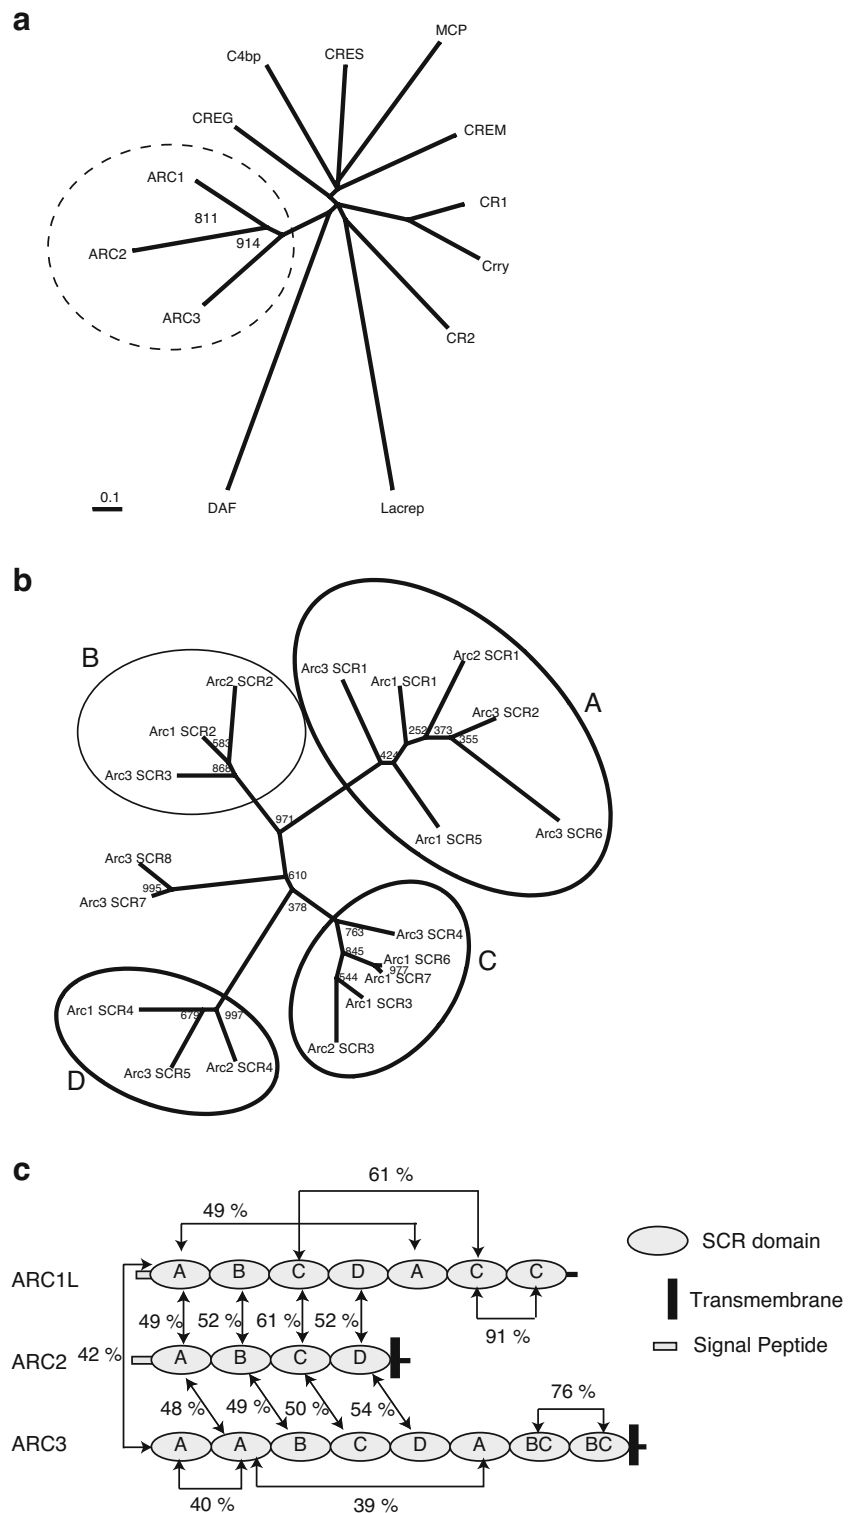 a
MCP
C4bp
CRES
CREG
CREM
ARC1
CR1
811
914
ARC2
Crry
ARC3
CR2
0.1
DAF
Lacrep
b
B
A
Arc2 SCR1
Arc3 SCR1
Arc1 SCR1
Arc2 SCR2
Arc3 SCR2
Arc1 SCR2
583
252
373
355
424
868
Arc3 SCR3
Arc1 SCR5
Arc3 SCR6
971
Arc3 SCR8
610
995
Arc3 SCR7
378
763
Arc3 SCR4
845
Arc1 SCR6
977
C
544
Arc1 SCR7
Arc1 SCR3
Arc1 SCR4
679
997
Arc2 SCR3
Arc3 SCR5
Arc2 SCR4
D
c
61 %
49 %
SCR domain
ARC1L
A B C D A C C
Transmembrane
49 % 52 % 61 % 52 %
91 %
Signal Peptide
42 %
ARC2
A B C D
76 %
48 % 49 % 50 % 54 %
ARC3
A A B C D A BC BC
40 %
39 %